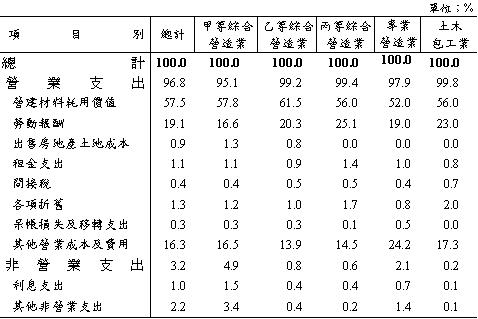 單位：%
項 目 別 總計 甲等綜合營造業 乙等綜合營造業 丙等綜合營造業 專業營造業 土木包工業
總 計 100.0 100.0 100.0 100.0 100.0 100.0
營 業 支 出 96.8 95.1 99.2 99.4 97.9 99.8
營建材料耗用價值 57.5 57.8 61.5 56.0 52.0 56.0
勞動報酬 19.1 16.6 20.3 25.1 19.0 23.0
出售房地產土地成本 0.9 1.3 0.8 0.0 0.0 0.0
租金支出 1.1 1.1 0.9 1.4 1.0 0.8
間接稅 0.4 0.4 0.5 0.5 0.4 0.7
各項折舊 1.3 1.2 1.0 1.7 0.8 2.0
呆帳損失及移轉支出 0.3 0.3 0.3 0.1 0.5 0.0
其他營業成本及費用 16.3 16.5 13.9 14.5 24.2 17.3
非 營 業 支 出 3.2 4.9 0.8 0.6 2.1 0.2
利息支出 1.0 1.5 0.4 0.4 0.7 0.1
其他非營業支出 2.2 3.4 0.4 0.2 1.4 0.1